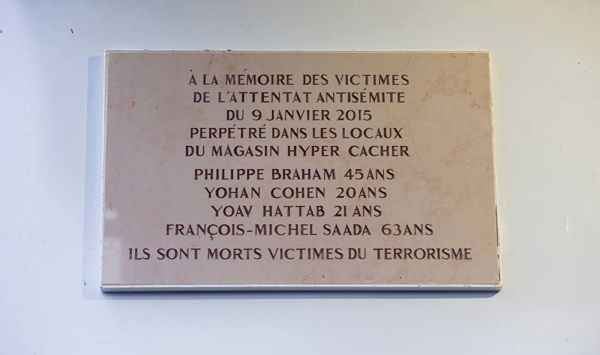 À LA MÉMOIRE DES VICTIMES
DE L'ATTENTAT ANTISÉMITE
DU 9 JANVIER 2015
PERPÉTRÉ DANS LES LOCAUX
DU MAGASIN HYPER CACHER
PHILIPPE BRAHAM 45ANS
YOHAN COHEN 20ANS
YOAV HATTAB 21 ANS
FRANÇOIS-MICHEL SAADA 63ANS
ILS SONT MORTS VICTIMES DU TERRORISME